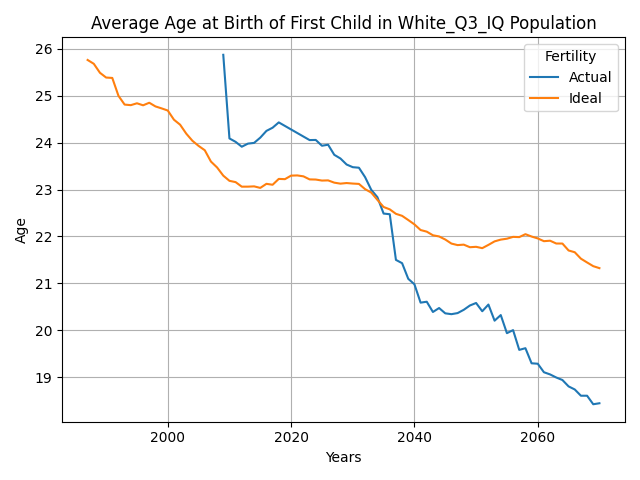 Average Age at Birth of First Child in White_Q3_IQ Population
Fertility
Actual
Ideal
Age
26
25
24
23
22
21
20
19
2000
2020
2040
2060
Years